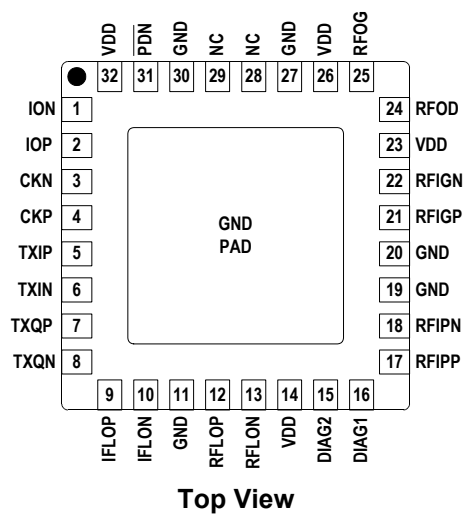 VDD
PDN
GND
NC
NC
GND
VDD
RFOG
32 31 30 29 28 27 26 25
ION 1
IOP 2
CKN 3
CKP 4
TXIP 5
TXIN 6
TXQP 7
TXQN 8
GND
PAD
24 RFOD
23 VDD
22 RFIGN
21 RFIGP
20 GND
19 GND
18 RFIPN
17 RFIPP
9 10 11 12 13 14 15 16
IFLOP
IFLON
GND
RFLOP
RFLON
VDD
DIAG2
DIAG1
Top View